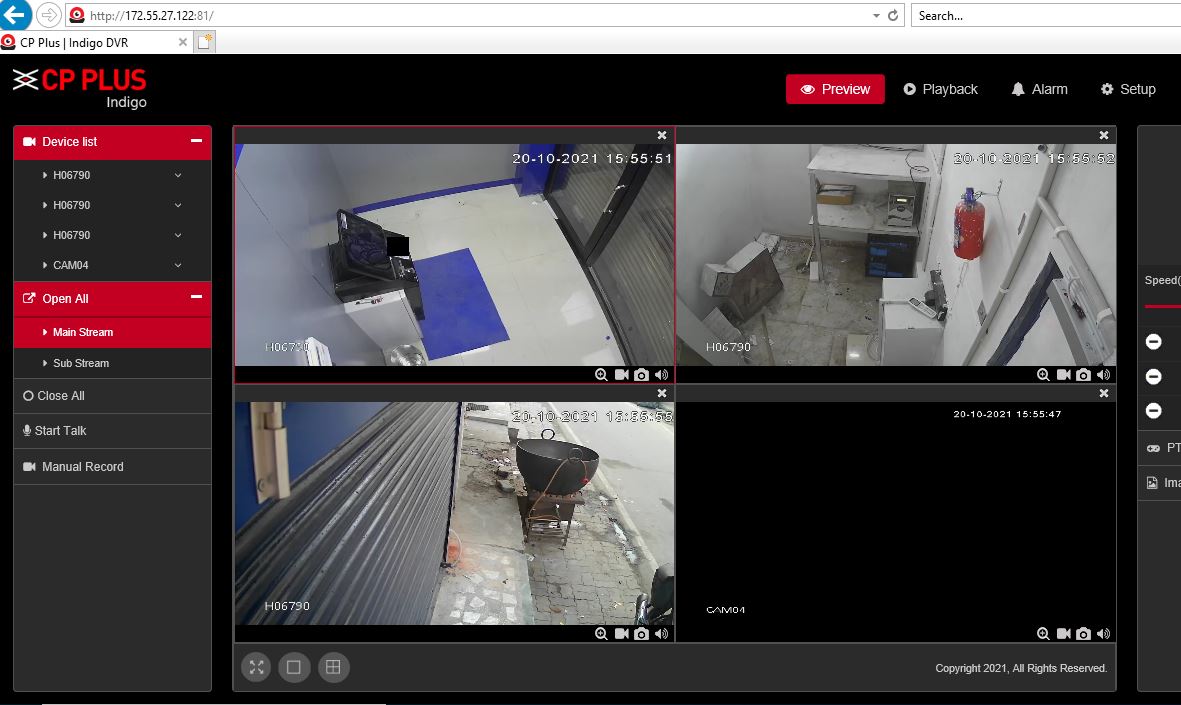 http://172.55.27.122:81/
Search...
CP Plus | Indigo DVR
CP PLUS
Indigo
Preview
Playback
Alarm
Setup
Device list
H06790
H06790
H06790
CAM04
Open All
Main Stream
Sub Stream
Close All
Start Talk
Manual Record
20-10-2021 15:55:51
H06790
20-10-2021 15:55:52
H06790
20-10-2021 15:55:55
H06790
20-10-2021 15:55:47
CAM04
Copyright 2021, All Rights Reserved.
Speed(
PT
Ima